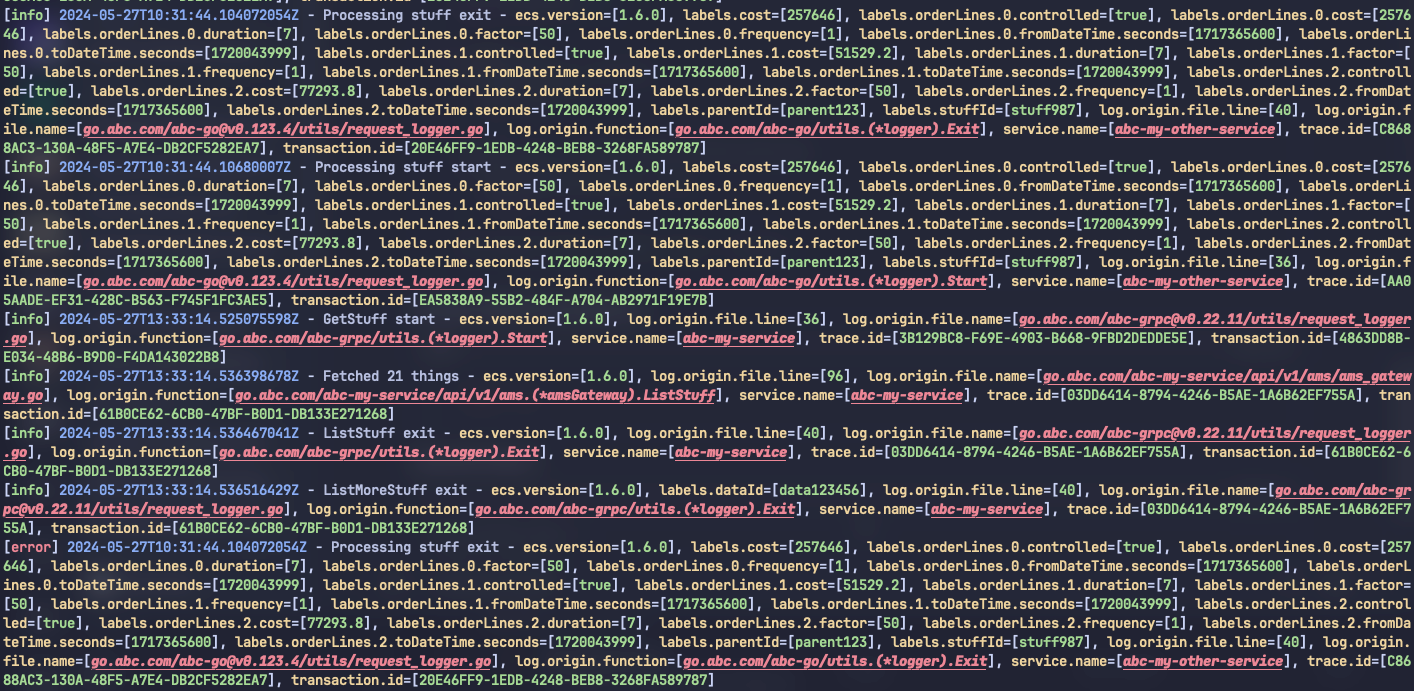 [info] 2024-05-27T10:31:44.104072054Z - Processing stuff exit - ecs.version=[1.6.0], labels.cost=[257646], labels.orderLines.0.controlled=[true], labels.orderLines.0.cost=[2576
46], labels.orderLines.0.duration=[7], labels.orderLines.0.factor=[50], labels.orderLines.0.frequency=[1], labels.orderLines.0.fromDateTime.seconds=[1717365600], labels.orderLi
nes.0.toDateTime.seconds=[1720043999], labels.orderLines.1.controlled=[true], labels.orderLines.1.cost=[51529.2], labels.orderLines.1.duration=[7], labels.orderLines.1.factor=[
50], labels.orderLines.1.frequency=[1], labels.orderLines.1.fromDateTime.seconds=[1717365600], labels.orderLines.1.toDateTime.seconds=[1720043999], labels.orderLines.2.controll
ed=[true], labels.orderLines.2.cost=[77293.8], labels.orderLines.2.duration=[7], labels.orderLines.2.factor=[50], labels.orderLines.2.frequency=[1], labels.orderLines.2.fromDat
eTime.seconds=[1717365600], labels.orderLines.2.toDateTime.seconds=[1720043999], labels.parentId=[parent123], labels.stuffId=[stuff987], log.origin.file.line=[40], log.origin.f
ile.name=[go.abc.com/abc-go@v0.123.4/utils/request_logger.go], log.origin.function=[go.abc.com/abc-go/utils.(*logger).Exit], service.name=[abc-my-other-service], trace.id=[C868
8AC3-130A-48F5-A7E4-DB2CF5282EA7], transaction.id=[20E46FF9-1EDB-4248-BEB8-3268FA589787]
[info] 2024-05-27T10:31:44.10680007Z - Processing stuff start - ecs.version=[1.6.0], labels.cost=[257646], labels.orderLines.0.controlled=[true], labels.orderLines.0.cost=[2576
46], labels.orderLines.0.duration=[7], labels.orderLines.0.factor=[50], labels.orderLines.0.frequency=[1], labels.orderLines.0.fromDateTime.seconds=[1717365600], labels.orderLi
nes.0.toDateTime.seconds=[1720043999], labels.orderLines.1.controlled=[true], labels.orderLines.1.cost=[51529.2], labels.orderLines.1.duration=[7], labels.orderLines.1.factor=[
50], labels.orderLines.1.frequency=[1], labels.orderLines.1.fromDateTime.seconds=[1717365600], labels.orderLines.1.toDateTime.seconds=[1720043999], labels.orderLines.2.controll
ed=[true], labels.orderLines.2.cost=[77293.8], labels.orderLines.2.duration=[7], labels.orderLines.2.factor=[50], labels.orderLines.2.frequency=[1], labels.orderLines.2.fromDat
eTime.seconds=[1717365600], labels.orderLines.2.toDateTime.seconds=[1720043999], labels.parentId=[parent123], labels.stuffId=[stuff987], log.origin.file.line=[36], log.origin.f
ile.name=[go.abc.com/abc-go@v0.123.4/utils/request_logger.go], log.origin.function=[go.abc.com/abc-go/utils.(*logger).Start], service.name=[abc-my-other-service], trace.id=[AA0
5AADE-EF31-428C-B563-F745F1FC3AE5], transaction.id=[EA5838A9-55B2-484F-A704-AB2971F19E7B]
[info] 2024-05-27T13:33:14.525075598Z - GetStuff start - ecs.version=[1.6.0], log.origin.file.line=[36], log.origin.file.name=[go.abc.com/abc-grpc@v0.22.11/utils/request_logger
.go], log.origin.function=[go.abc.com/abc-grpc/utils.(*logger).Start], service.name=[abc-my-service], trace.id=[3B129BC8-F69E-4903-B668-9FBD2DEDDE5E], transaction.id=[4863DD8B-
E034-48B6-B9D0-F4DA143022B8]
[info] 2024-05-27T13:33:14.536398678Z - Fetched 21 things - ecs.version=[1.6.0], log.origin.file.line=[96], log.origin.file.name=[go.abc.com/abc-my-service/api/v1/ams/ams_gatew
ay.go], log.origin.function=[go.abc.com/abc-my-service/api/v1/ams.(*amsGateway).ListStuff], service.name=[abc-my-service], trace.id=[03DD6414-8794-4246-B5AE-1A6B62EF755A], tran
saction.id=[61B0CE62-6CB0-47BF-B0D1-DB133E271268]
[info] 2024-05-27T13:33:14.536467041Z - ListStuff exit - ecs.version=[1.6.0], log.origin.file.line=[40], log.origin.file.name=[go.abc.com/abc-grpc@v0.22.11/utils/request_logger
.go], log.origin.function=[go.abc.com/abc-grpc/utils.(*logger).Exit], service.name=[abc-my-service], trace.id=[03DD6414-8794-4246-B5AE-1A6B62EF755A], transaction.id=[61B0CE62-6
CB0-47BF-B0D1-DB133E271268]
[info] 2024-05-27T13:33:14.536516429Z - ListMoreStuff exit - ecs.version=[1.6.0], labels.dataId=[data123456], log.origin.file.line=[40], log.origin.file.name=[go.abc.com/abc-gr
pc@v0.22.11/utils/request_logger.go], log.origin.function=[go.abc.com/abc-grpc/utils.(*logger).Exit], service.name=[abc-my-service], trace.id=[03DD6414-8794-4246-B5AE-1A6B62EF7
55A], transaction.id=[61B0CE62-6CB0-47BF-B0D1-DB133E271268]
[error] 2024-05-27T10:31:44.104072054Z - Processing stuff exit - ecs.version=[1.6.0], labels.cost=[257646], labels.orderLines.0.controlled=[true], labels.orderLines.0.cost=[257
646], labels.orderLines.0.duration=[7], labels.orderLines.0.factor=[50], labels.orderLines.0.frequency=[1], labels.orderLines.0.fromDateTime.seconds=[1717365600], labels.orderL
ines.0.toDateTime.seconds=[1720043999], labels.orderLines.1.controlled=[true], labels.orderLines.1.cost=[51529.2], labels.orderLines.1.duration=[7], labels.orderLines.1.factor=
[50], labels.orderLines.1.frequency=[1], labels.orderLines.1.fromDateTime.seconds=[1717365600], labels.orderLines.1.toDateTime.seconds=[1720043999], labels.orderLines.2.control
led=[true], labels.orderLines.2.cost=[77293.8], labels.orderLines.2.duration=[7], labels.orderLines.2.factor=[50], labels.orderLines.2.frequency=[1], labels.orderLines.2.fromDa
teTime.seconds=[1717365600], labels.orderLines.2.toDateTime.seconds=[1720043999], labels.parentId=[parent123], labels.stuffId=[stuff987], log.origin.file.line=[40], log.origin.
file.name=[go.abc.com/abc-go@v0.123.4/utils/request_logger.go], log.origin.function=[go.abc.com/abc-go/utils.(*logger).Exit], service.name=[abc-my-other-service], trace.id=[C86
88AC3-130A-48F5-A7E4-DB2CF5282EA7], transaction.id=[20E46FF9-1EDB-4248-BEB8-3268FA589787]